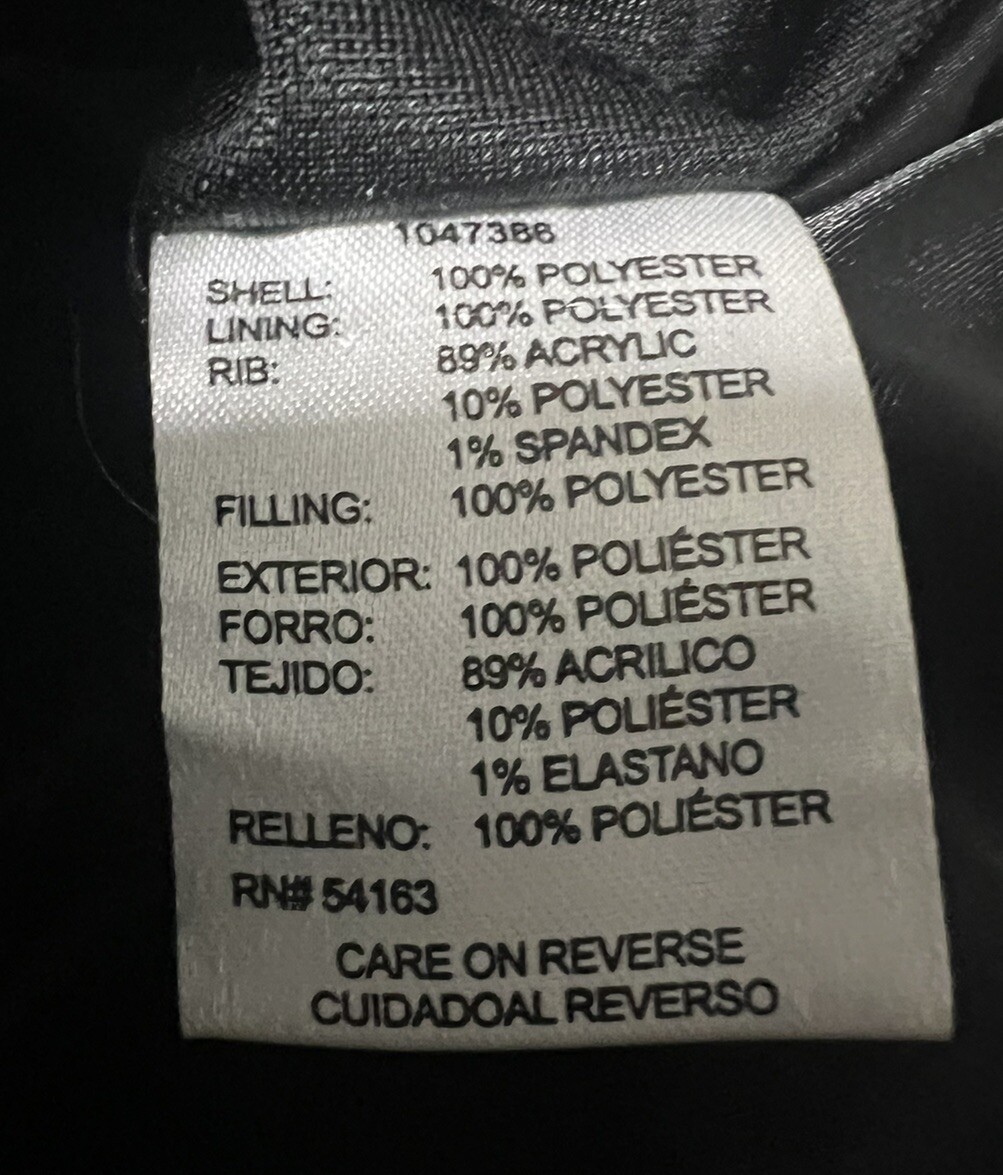 1047386
SHELL: 100% POLYESTER
LINING: 100% POLYESTER
RIB: 89% ACRYLIC
10% POLYESTER
1% SPANDEX
FILLING: 100% POLYESTER
EXTERIOR: 100% POLIÉSTER
FORRO: 100% POLIÉSTER
TEJIDO: 89% ACRILICO
10% POLIÉSTER
1% ELASTANO
RELLENO: 100% POLIÉSTER
RN# 54163
CARE ON REVERSE
CUIDADOAL REVERSO